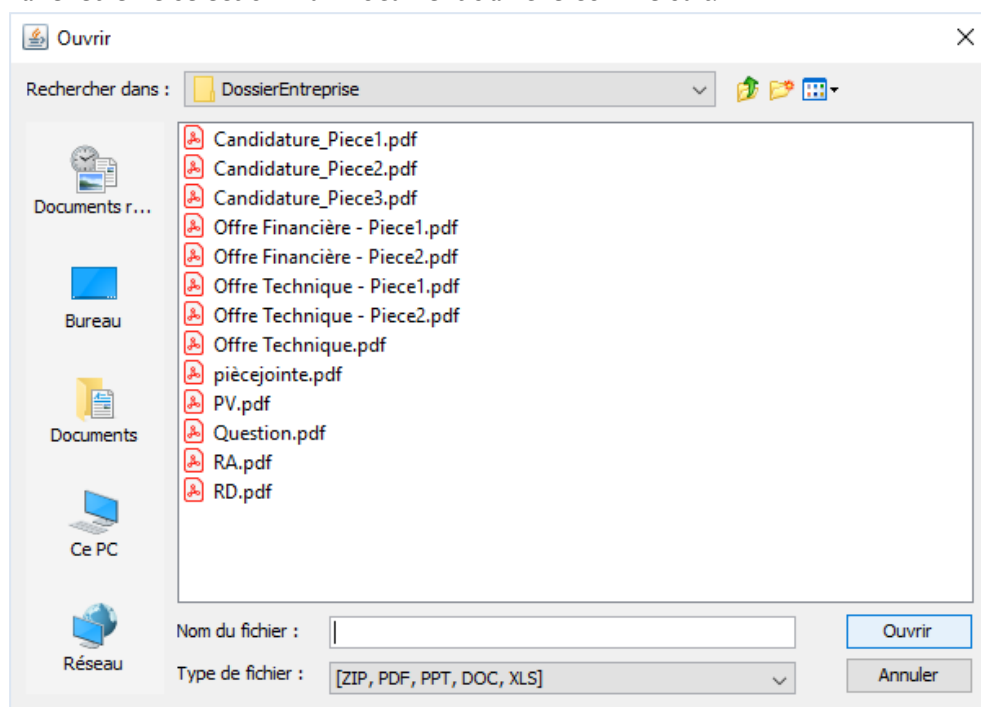 Ouvrir
Rechercher dans :
DossierEntreprise
Documents r...
Bureau
Documents
Ce PC
Réseau
Candidature_Piece1.pdf
Candidature_Piece2.pdf
Candidature_Piece3.pdf
Offre Financière - Piece1.pdf
Offre Financière - Piece2.pdf
Offre Technique - Piece1.pdf
Offre Technique - Piece2.pdf
Offre Technique.pdf
piècejointe.pdf
PV.pdf
Question.pdf
RA.pdf
RD.pdf
Nom du fichier :
Ouvrir
Type de fichier :
[ZIP, PDF, PPT, DOC, XLS]
Annuler